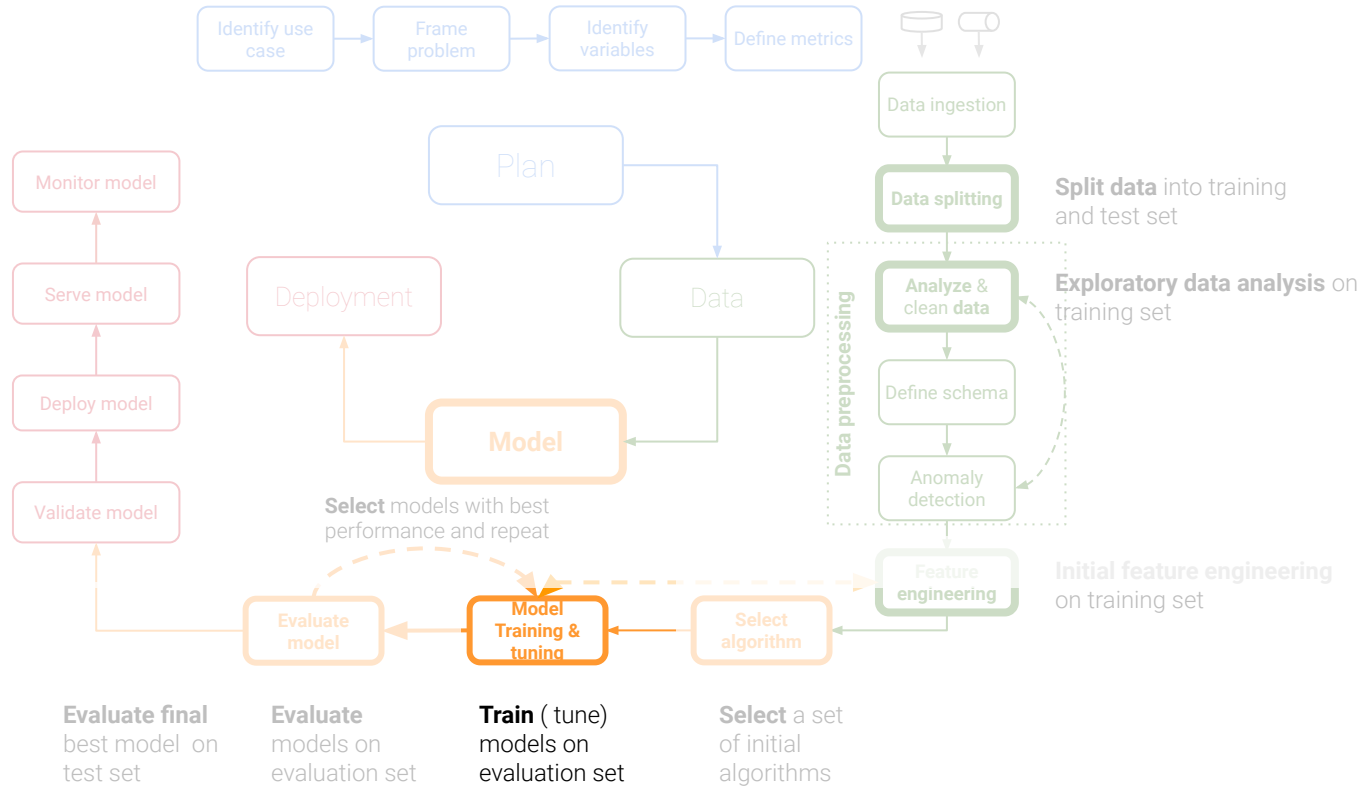 Identify use
case
Frame
problem
Identify
variables
Define metrics
Data ingestion
Plan
Monitor model
Data splitting
Split data into training
and test set
Serve model
Deployment
Data
Data preprocessing
Analyze &
clean data
Exploratory data analysis on
training set
Deploy model
Define schema
Model
Validate model
Anomaly
detection
Select models with best
performance and repeat
Feature
engineering
Initial feature engineering
on training set
Evaluate
model
Model
Training &
tuning
Select
algorithm
Evaluate final
best model on
test set
Evaluate
models on
evaluation set
Train ( tune)
models on
evaluation set
Select a set
of initial
algorithms